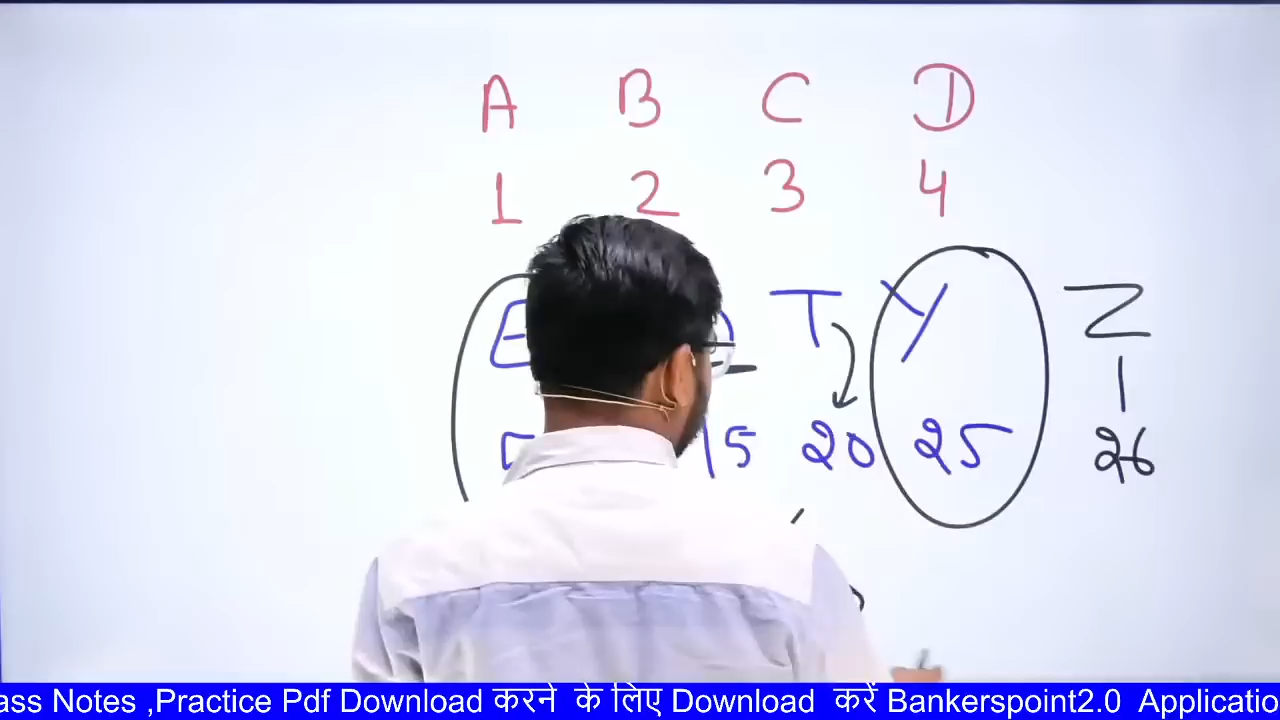 A B C D
1 2 3 4
E T Y Z
5 15 20 25 26
ass Notes ,Practice Pdf Download करने के लिए Download करें Bankerspoint2.0 Applicatio